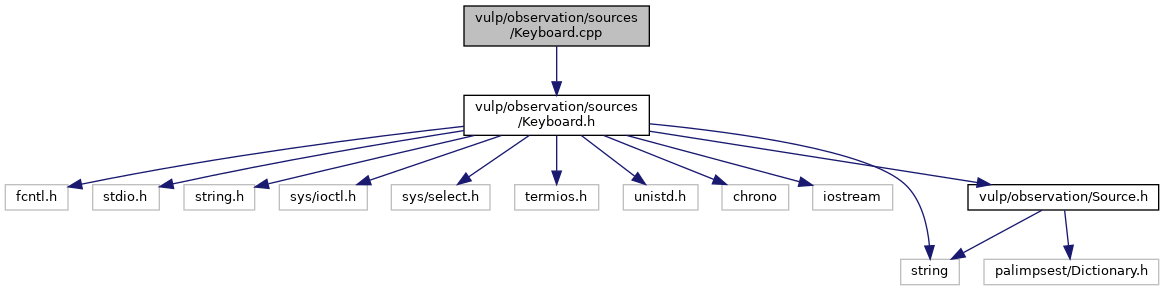 vulp/observation/sources
/Keyboard.cpp
vulp/observation/sources
/Keyboard.h
fcntl.h
stdio.h
string.h
sys/ioctl.h
sys/select.h
termios.h
unistd.h
chrono
iostream
vulp/observation/Source.h
string
palimpsest/Dictionary.h